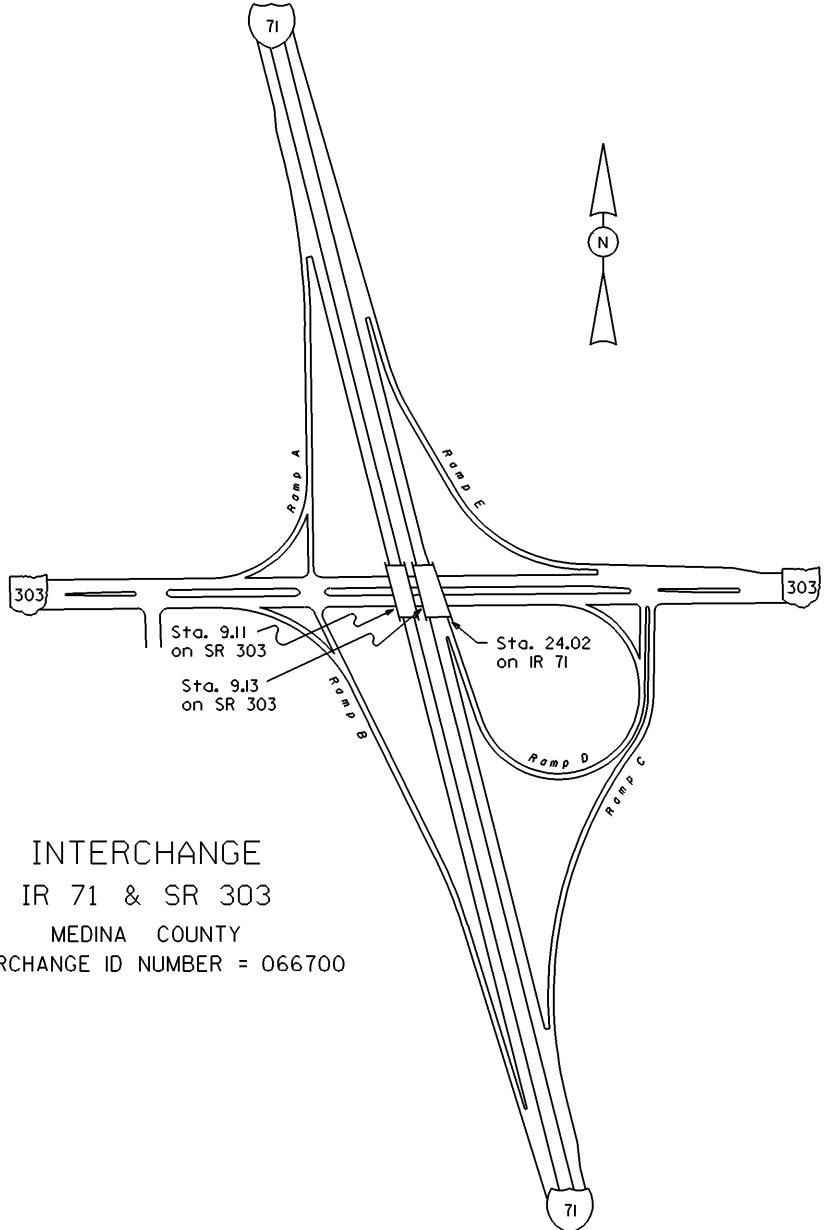 71
N
Ramp A
Ramp E
303
303
Sta. 9.11
on SR 303
Sta. 24.02
on IR 71
Sta. 9.13
on SR 303
Ramp B
Ramp D
Ramp C
INTERCHANGE
IR 71 & SR 303
MEDINA COUNTY
RCHANGE ID NUMBER = 066700
71